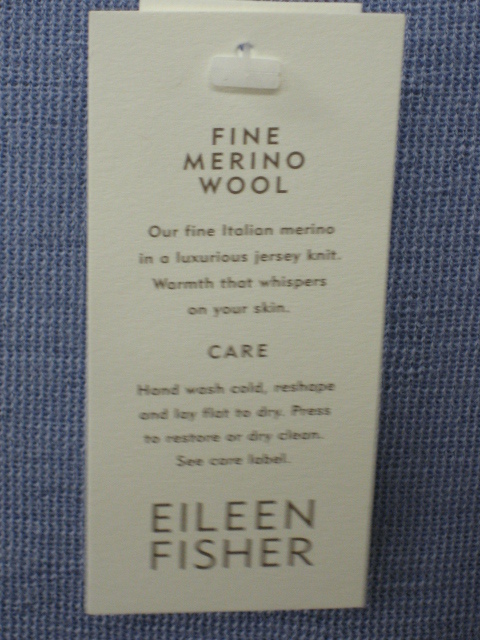 FINE
MERINO
WOOL
Our fine Italian merino
in a luxurious jersey knit.
Warmth that whispers
on your skin.
CARE
Hand wash cold, reshape
and lay flat to dry. Press
to restore or dry clean.
See care label.
EILEEN
FISHER